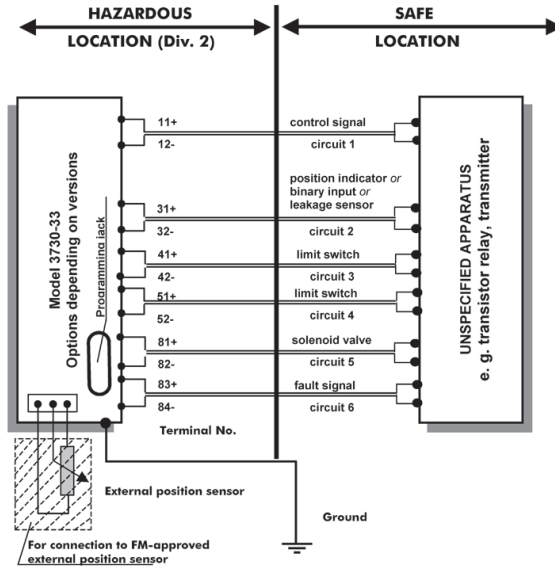 HAZARDOUS
LOCATION (Div. 2)
SAFE
LOCATION
Model 3730-33
Options depending on versions
Programming jack
11+
12-
31+
32-
41+
42-
51+
52-
81+
82-
83+
84-
Terminal No.
control signal
circuit 1
position indicator or
binary input or
leakage sensor
circuit 2
limit switch
circuit 3
limit switch
circuit 4
solenoid valve
circuit 5
fault signal
circuit 6
UNSPECIFIED APPARATUS
e. g. transistor relay, transmitter
External position sensor
Ground
For connection to FM-approved
external position sensor